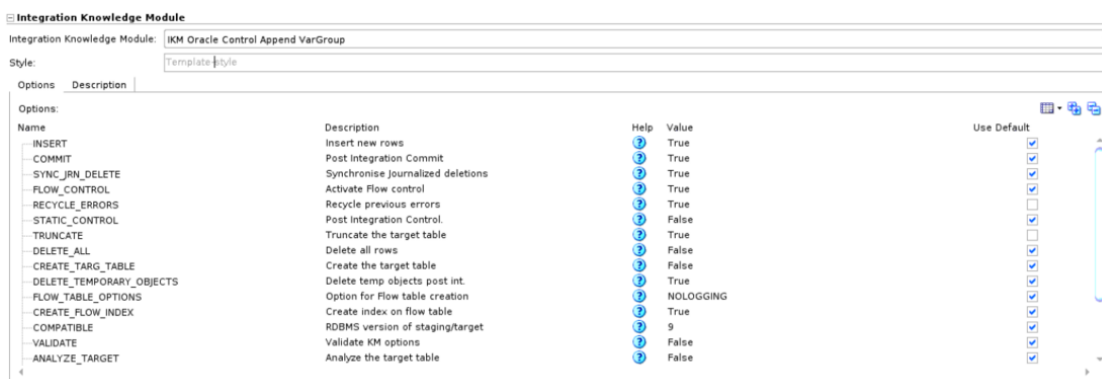 Integration Knowledge Module
Integration Knowledge Module: IKM Oracle Control Append VarGroup
Style: Template-style
Options Description
Options:
Name Description Help Value Use Default
INSERT Insert new rows True
COMMIT Post Integration Commit True
SYNC_JRN_DELETE Synchronise Journalized deletions True
FLOW_CONTROL Activate Flow control True
RECYCLE_ERRORS Recycle previous errors True
STATIC_CONTROL Post Integration Control. False
TRUNCATE Truncate the target table True
DELETE_ALL Delete all rows False
CREATE_TARG_TABLE Create the target table False
DELETE_TEMPORARY_OBJECTS Delete temp objects post int. True
FLOW_TABLE_OPTIONS Option for Flow table creation NOLOGGING
CREATE_FLOW_INDEX Create index on flow table True
COMPATIBLE RDBMS version of staging/target 9
VALIDATE Validate KM options False
ANALYZE_TARGET Analyze the target table False